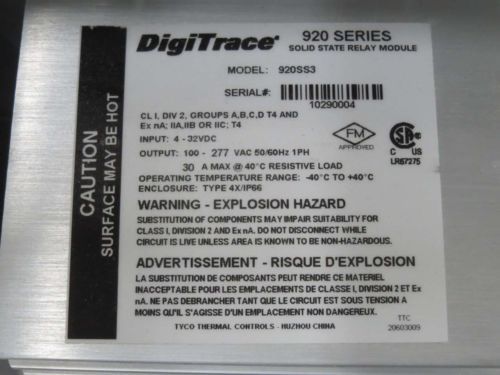 DigiTrace® 920 SERIES
SOLID STATE RELAY MODULE
MODEL: 920SS3
SERIAL#:
10290004
CL I, DIV 2, GROUPS A,B,C,D T4 AND
Ex nA; IIA,IIB OR IIC; T4
INPUT: 4 - 32VDC
OUTPUT: 100 - 277 VAC 50/60Hz 1PH
30 A MAX @ 40°C RESISTIVE LOAD
OPERATING TEMPERATURE RANGE: -40°C TO +40°C
ENCLOSURE: TYPE 4X/IP66
FM
APPROVED
C US
LR67275
CAUTION
SURFACE MAY BE HOT
WARNING - EXPLOSION HAZARD
SUBSTITUTION OF COMPONENTS MAY IMPAIR SUITABILITY FOR
CLASS I, DIVISION 2 AND Ex nA. DO NOT DISCONNECT WHILE
CIRCUIT IS LIVE UNLESS AREA IS KNOWN TO BE NON-HAZARDOUS.
ADVERTISSEMENT - RISQUE D'EXPLOSION
LA SUBSTITUTION DE COMPOSANTS PEUT RENDRE CE MATERIEL
INACCEPTABLE POUR LES EMPLACEMENTS DE CLASSE I, DIVISION 2 ET Ex
nA. NE PAS DEBRANCHER TANT QUE LE CIRCUIT EST SOUS TENSION A
MOINS QU'IL S'AGISSE D'UN EMPLACEMENT NON DANGEREUX.
TYCO THERMAL CONTROLS - HUZHOU CHINA
TTC
20603009